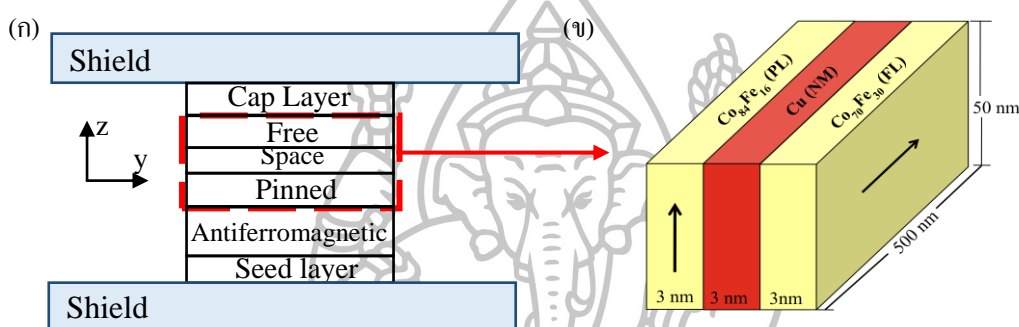 (ก)
Shield
Cap Layer
Free
Space
Pinned
Antiferromagnetic
Seed layer
Shield
z
y
(ข)
Co84Fe16 (PL)
Cu (NM)
Co70Fe30 (FL)
50 nm
500 nm
3 nm
3 nm
3nm